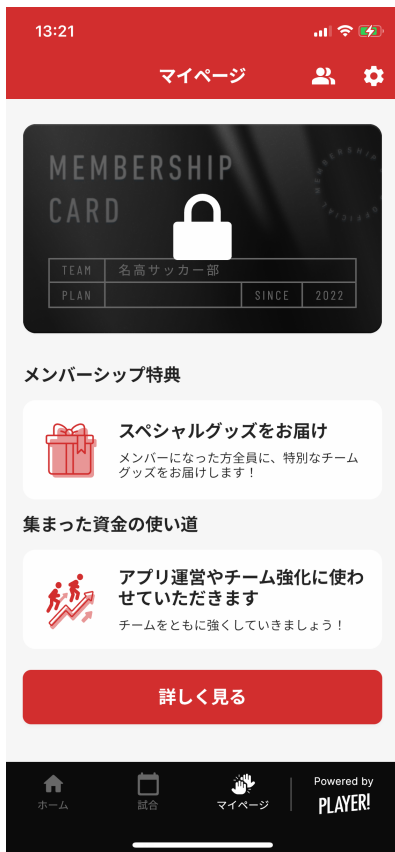 13:21
マイページ
MEMBERSHIP
CARD
MEMBERSHIP OFFICIAL
TEAM 名高サッカー部
PLAN SINCE 2022
メンバーシップ特典
スペシャルグッズをお届け
メンバーになった方全員に、特別なチーム
グッズをお届けします！
集まった資金の使い道
アプリ運営やチーム強化に使わ
せていただきます
チームをともに強くしていきましょう！
詳しく見る
ホーム 試合 マイページ
Powered by
PLAYER!